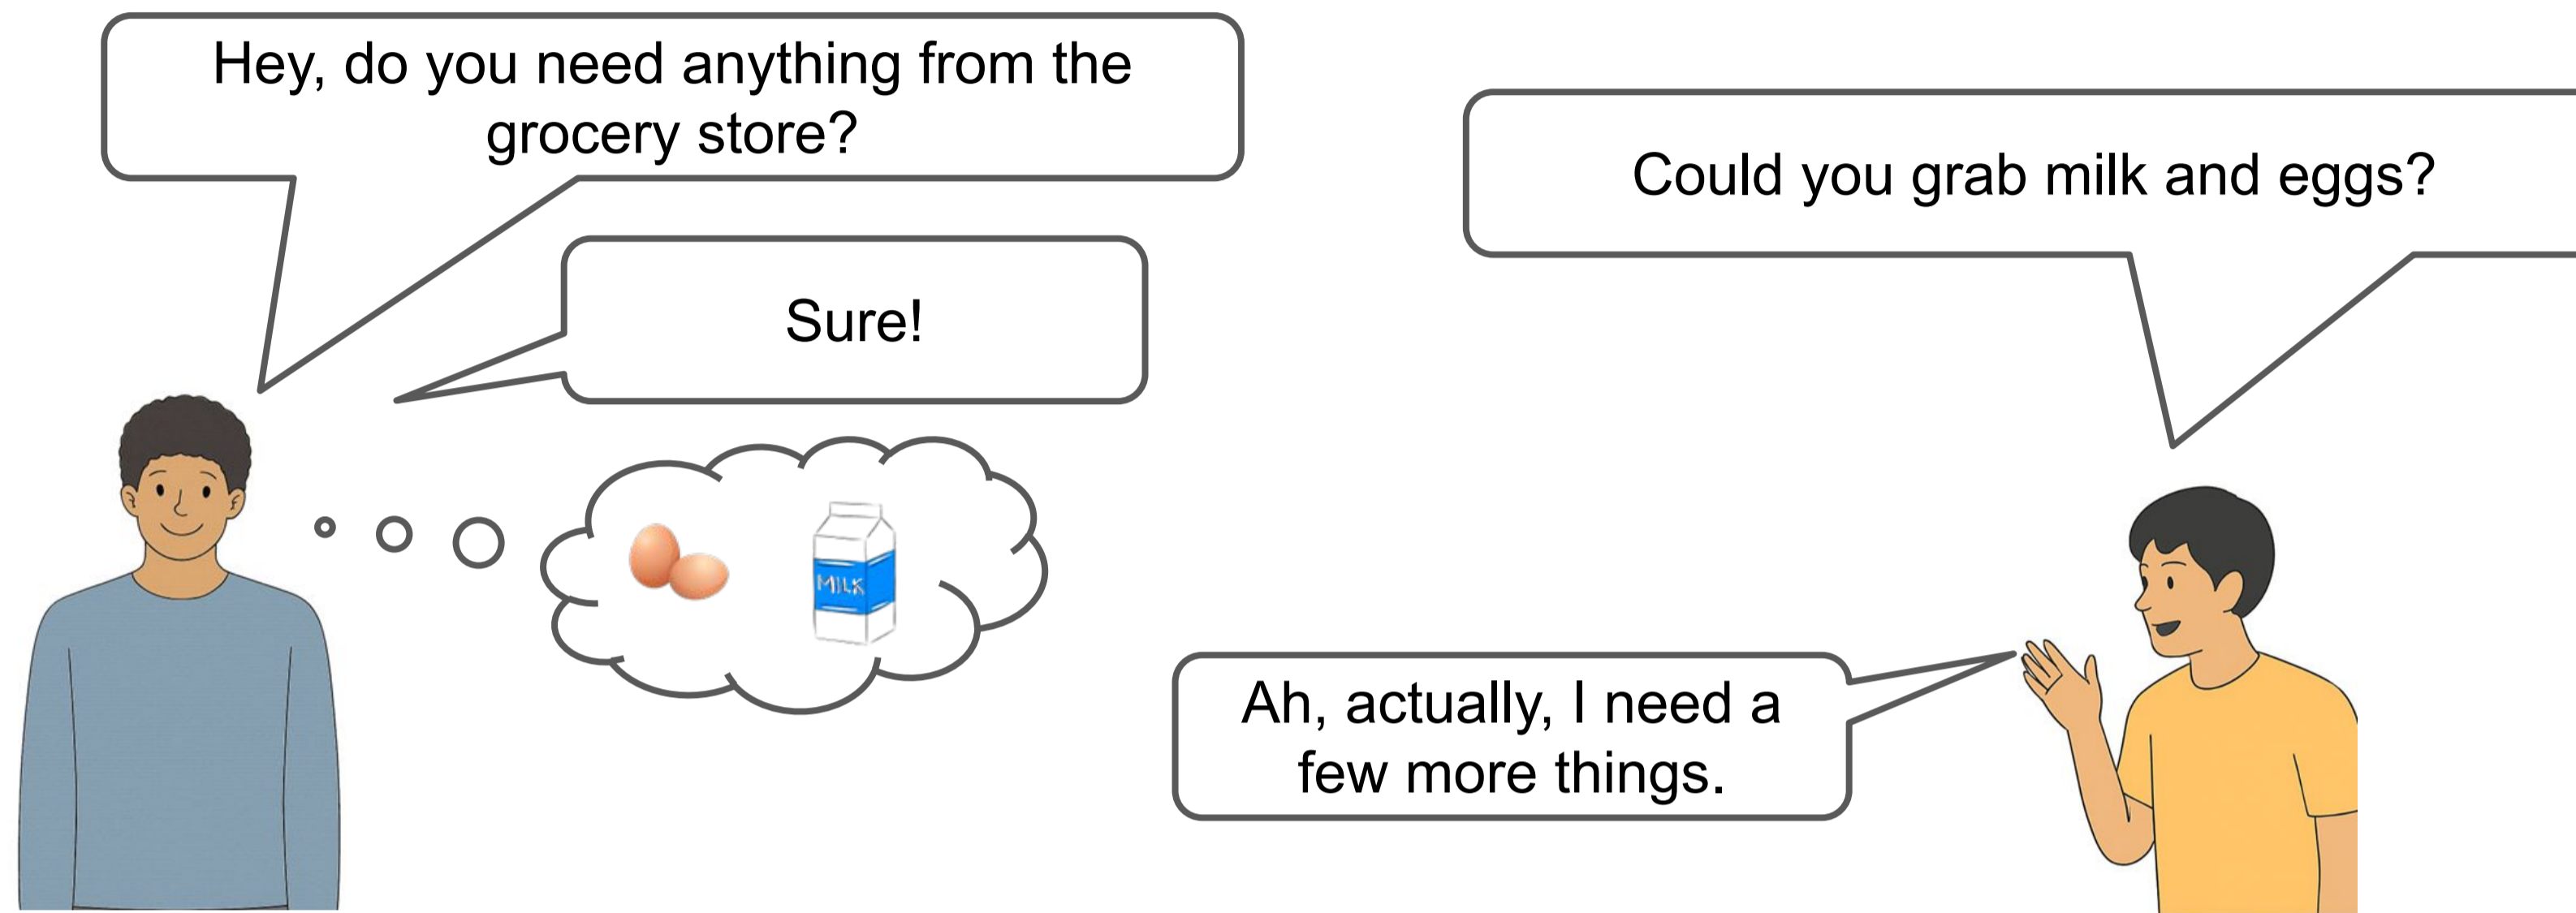 Hey, do you need anything from the
grocery store?
Could you grab milk and eggs?
Sure!
MILK
Ah, actually, I need a
few more things.